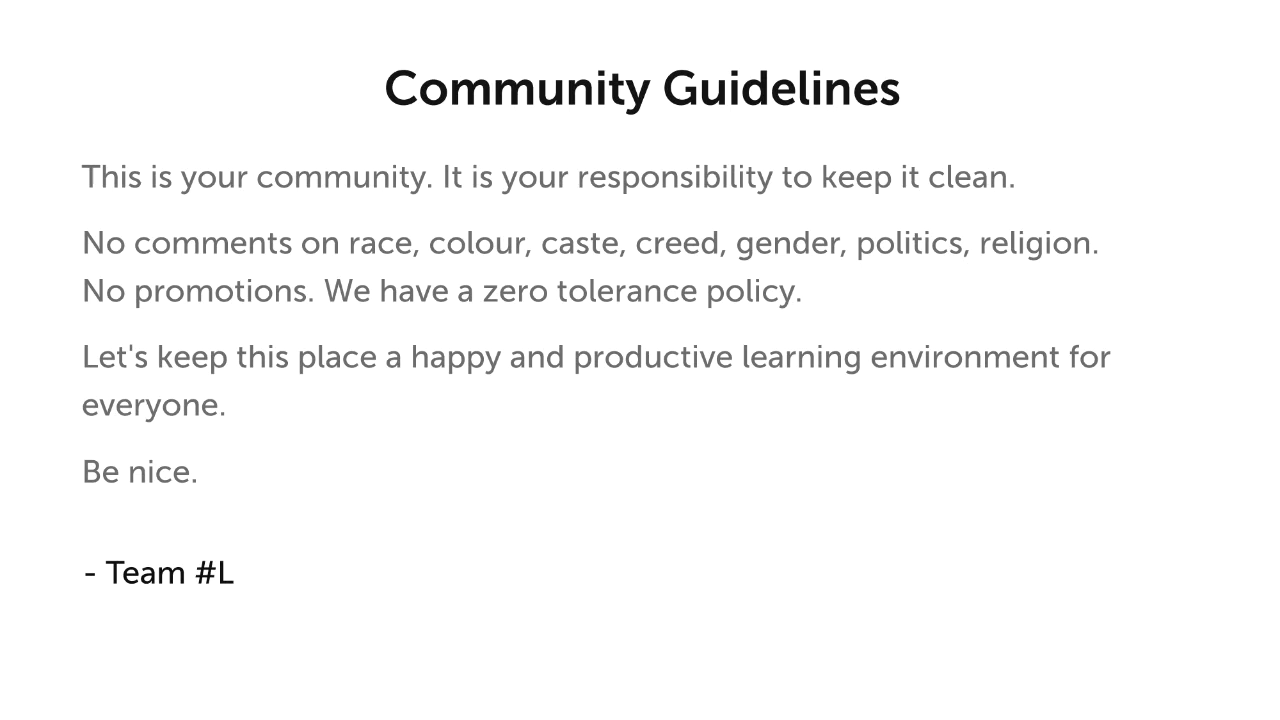 Community Guidelines
This is your community. It is your responsibility to keep it clean.
No comments on race, colour, caste, creed, gender, politics, religion.
No promotions. We have a zero tolerance policy.
Let's keep this place a happy and productive learning environment for
everyone.
Be nice.
- Team #L